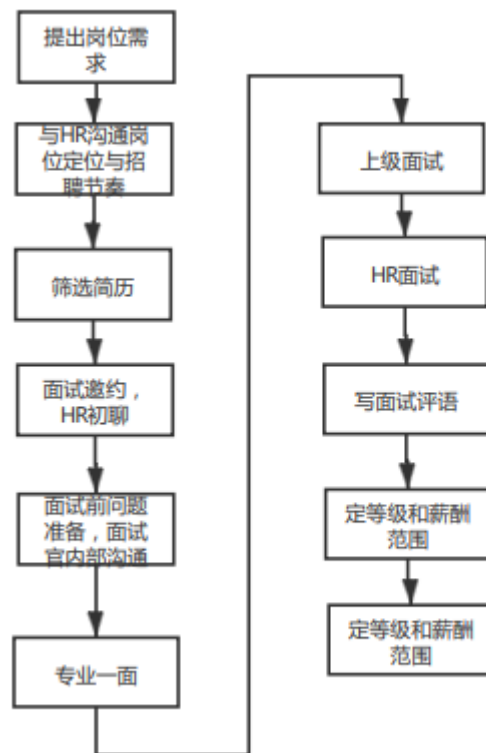 提出岗位需
求
与HR沟通岗
位定位与招
聘节奏
筛选简历
面试邀约，
HR初聊
面试前问题
准备，面试
官内部沟通
专业一面
上级面试
HR面试
写面试评语
定等级和薪酬
范围
定等级和薪酬
范围